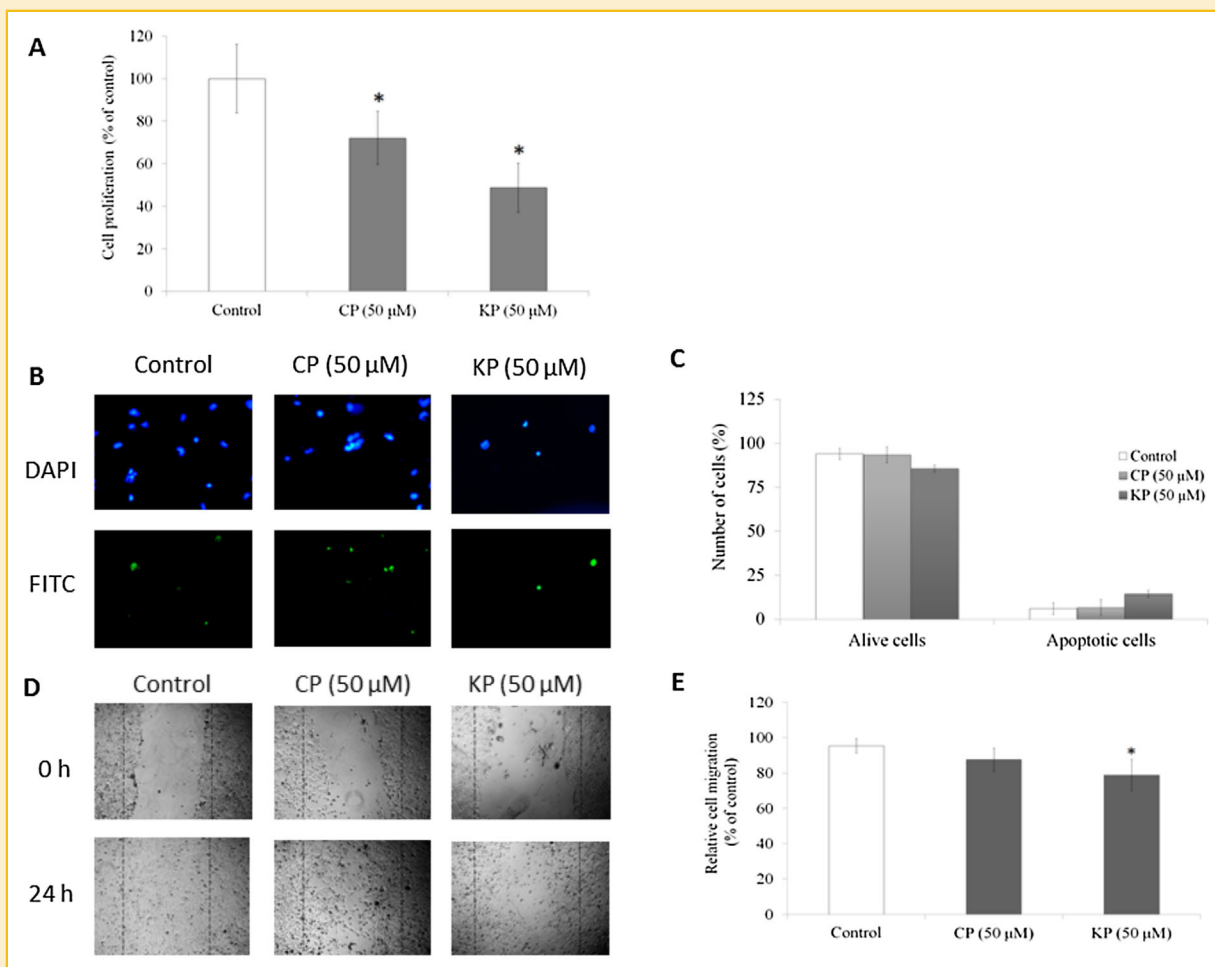 A
Cell proliferation (% of control)
120
100
80
60
40
20
0
*
*
Control
CP (50 µM)
KP (50 µM)
B
Control
CP (50 µM)
KP (50 µM)
DAPI
FITC
C
Number of cells (%)
125
100
75
50
25
0
Control
CP (50 µM)
KP (50 µM)
Alive cells
Apoptotic cells
D
Control
CP (50 µM)
KP (50 µM)
0 h
24 h
E
Relative cell migration
(% of control)
120
100
80
60
40
20
0
*
Control
CP (50 µM)
KP (50 µM)